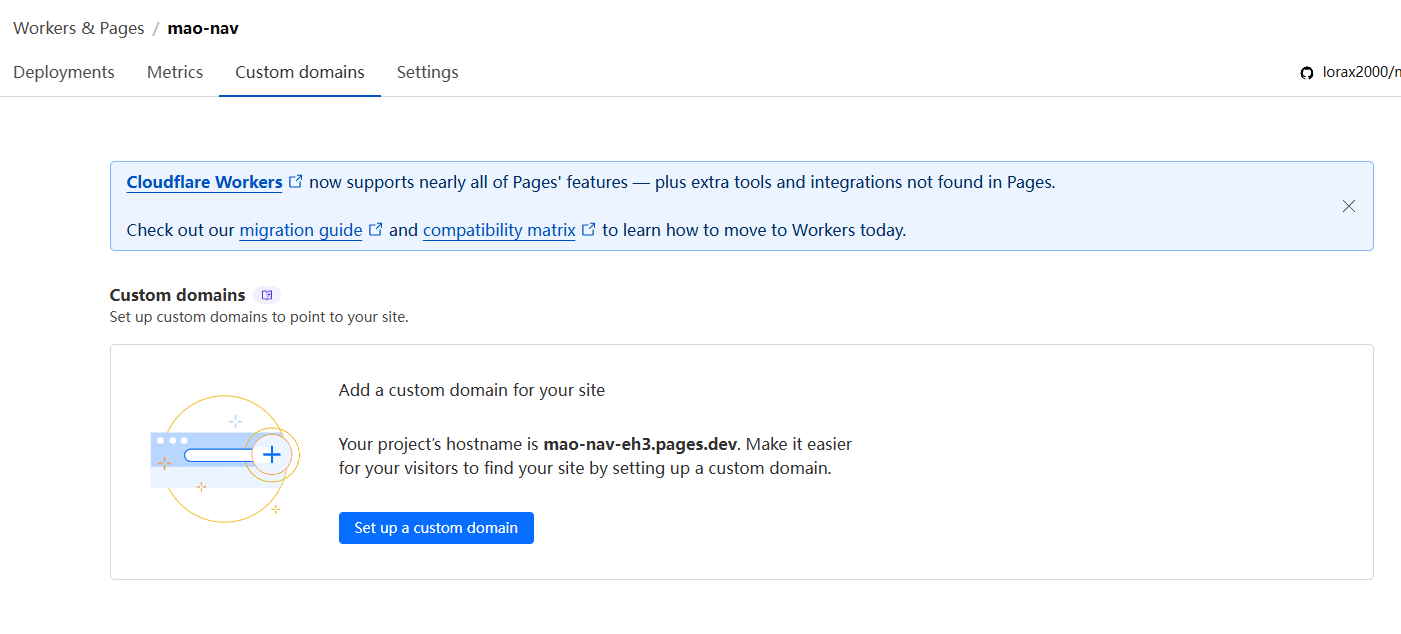 Workers & Pages / mao-nav
Deployments Metrics Custom domains Settings lorax2000/
Cloudflare Workers now supports nearly all of Pages' features — plus extra tools and integrations not found in Pages.
Check out our migration guide and compatibility matrix to learn how to move to Workers today.
Custom domains
Set up custom domains to point to your site.
Add a custom domain for your site
Your project’s hostname is mao-nav-eh3.pages.dev. Make it easier
for your visitors to find your site by setting up a custom domain.
Set up a custom domain